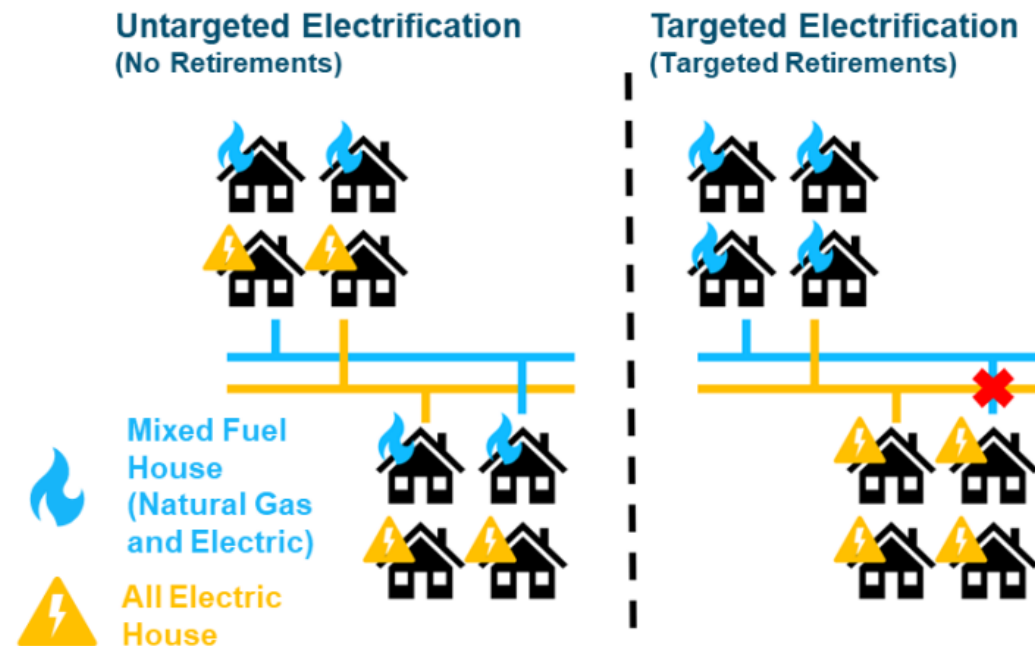 Untargeted Electrification
(No Retirements)
Targeted Electrification
(Targeted Retirements)
Mixed Fuel
House
(Natural Gas
and Electric)
All Electric
House